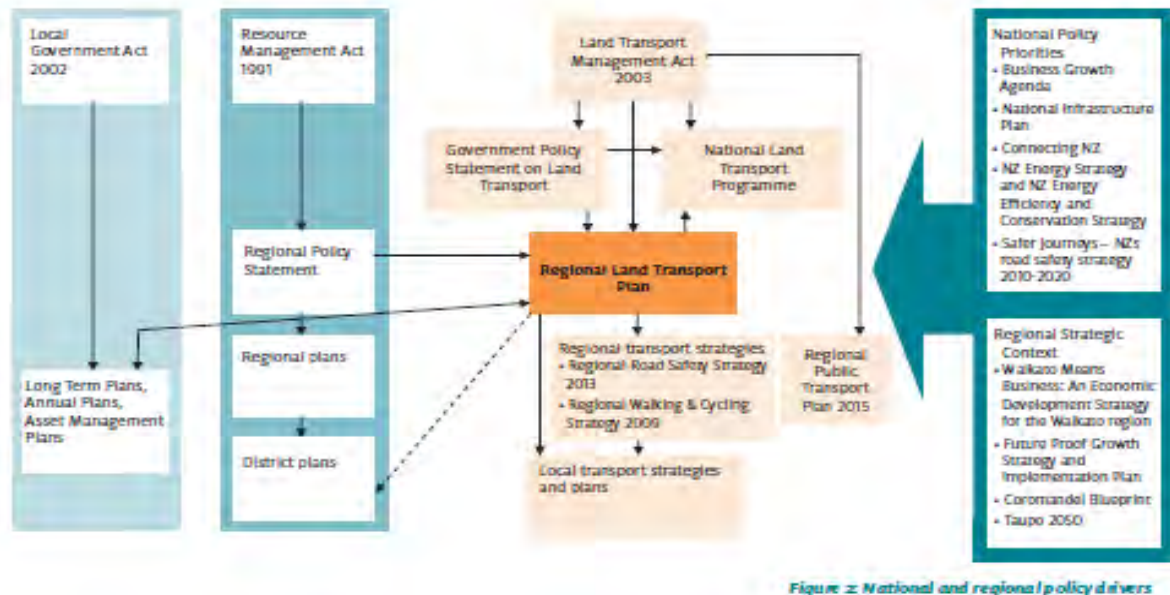 Local
Government Act
2002
Long Term Plans,
Annual Plans,
Asset Management
Plans
Resource
Management Act
1991
Regional Policy
Statement
Regional plans
District plans
Land Transport
Management Act
2003
Government Policy
Statement on Land
Transport
National Land
Transport
Programme
Regional Land Transport
Plan
Regional transport strategies
• Regional Road Safety Strategy
2013
• Regional Walking & Cycling
Strategy 2009
Local transport strategies
and plans
Regional
Public
Transport
Plan 2015
National Policy
Priorities
• Business Growth
Agenda
• National Infrastructure
Plan
• Connecting NZ
• NZ Energy Strategy
and NZ Energy
Efficiency and
Conservation Strategy
• Safer Journeys – NZs
road safety strategy
2010-2020
Regional Strategic
Context
• Waikato Means
Business: An Economic
Development Strategy
for the Waikato region
• Future Proof Growth
Strategy and
Implementation Plan
• Coromandel Blueprint
• Taupo 2050
Figure 2: National and regional policy drivers